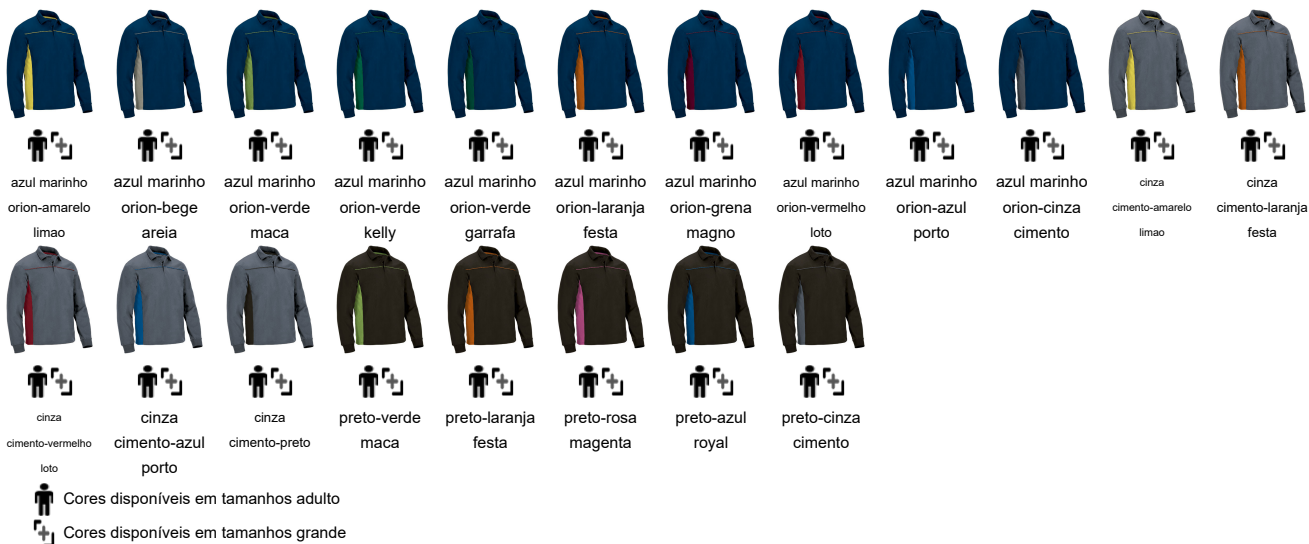 azul marinho
orion-amarelo
limao
azul marinho
orion-bege
areia
azul marinho
orion-verde
maca
azul marinho
orion-verde
kelly
azul marinho
orion-verde
garrafa
azul marinho
orion-laranja
festa
azul marinho
orion-grena
magno
azul marinho
orion-vermelho
loto
azul marinho
orion-azul
porto
azul marinho
orion-cinza
cimento
cinza
cimento-amarelo
limao
cinza
cimento-laranja
festa
cinza
cimento-vermelho
loto
cinza
cimento-azul
porto
cinza
cimento-preto
preto-verde
maca
preto-laranja
festa
preto-rosa
magenta
preto-azul
royal
preto-cinza
cimento
Cores disponíveis em tamanhos adulto
Cores disponíveis em tamanhos grande